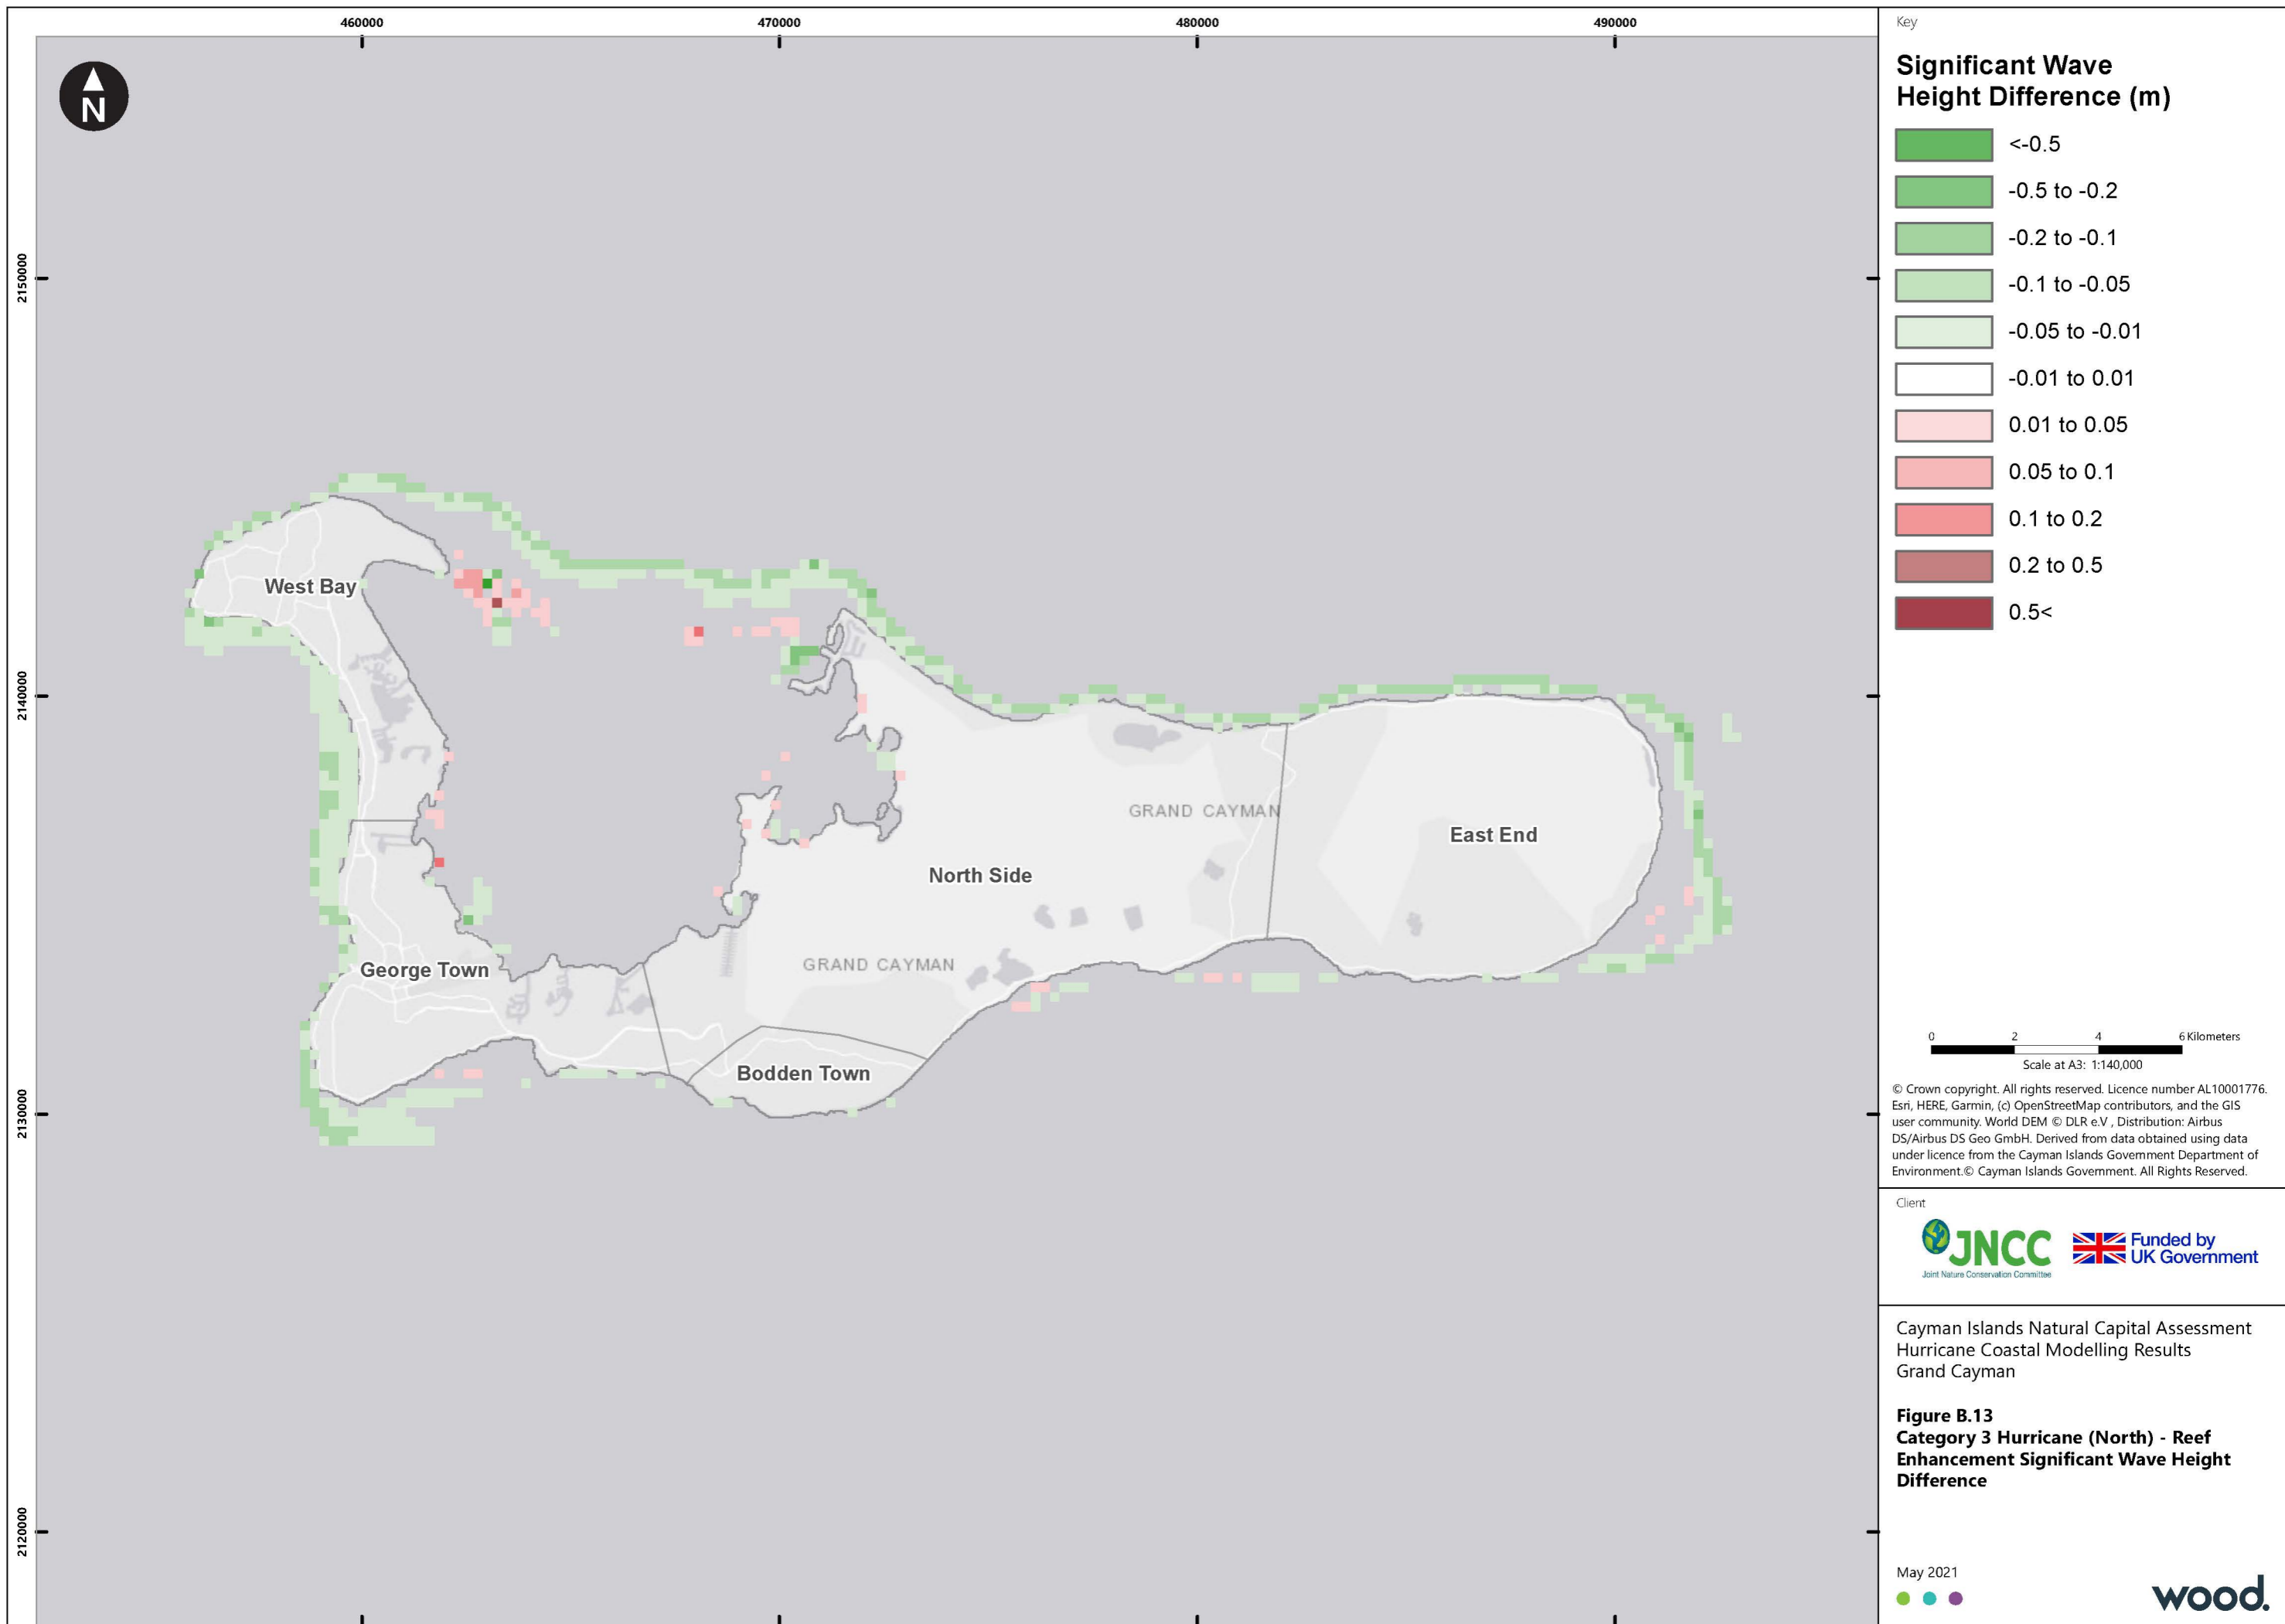 460000
470000
480000
490000
2150000
2140000
2130000
2120000
N
West Bay
George Town
GRAND CAYMAN
North Side
East End
GRAND CAYMAN
Bodden Town
Key
Significant Wave
Height Difference (m)
<-0.5
-0.5 to -0.2
-0.2 to -0.1
-0.1 to -0.05
-0.05 to -0.01
-0.01 to 0.01
0.01 to 0.05
0.05 to 0.1
0.1 to 0.2
0.2 to 0.5
0.5<
0 2 4 6 Kilometers
Scale at A3: 1:140,000
© Crown copyright. All rights reserved. Licence number AL10001776.
Esri, HERE, Garmin, (c) OpenStreetMap contributors, and the GIS
user community. World DEM © DLR e.V , Distribution: Airbus
DS/Airbus DS Geo GmbH. Derived from data obtained using data
under licence from the Cayman Islands Government Department of
Environment.© Cayman Islands Government. All Rights Reserved.
Client
JNCC
Joint Nature Conservation Committee
Funded by
UK Government
Cayman Islands Natural Capital Assessment
Hurricane Coastal Modelling Results
Grand Cayman
Figure B.13
Category 3 Hurricane (North) - Reef
Enhancement Significant Wave Height
Difference
May 2021
wood.